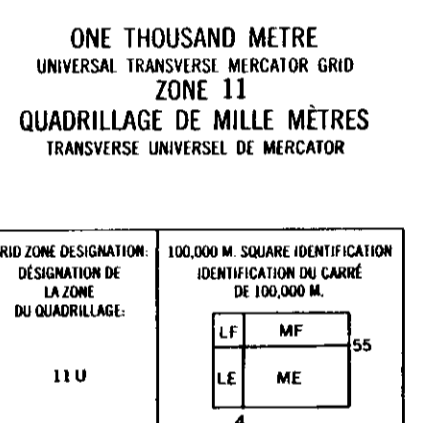 ONE THOUSAND METRE
UNIVERSAL TRANSVERSE MERCATOR GRID
ZONE 11
QUADRILLAGE DE MILLE MÈTRES
TRANSVERSE UNIVERSEL DE MERCATOR
RID ZONE DESIGNATION:
DÉSIGNATION DE
LA ZONE
DU QUADRILLAGE:
11 U
100,000 M. SQUARE IDENTIFICATION
IDENTIFICATION DU CARRÉ
DE 100,000 M.
LF MF
55
LE ME
4